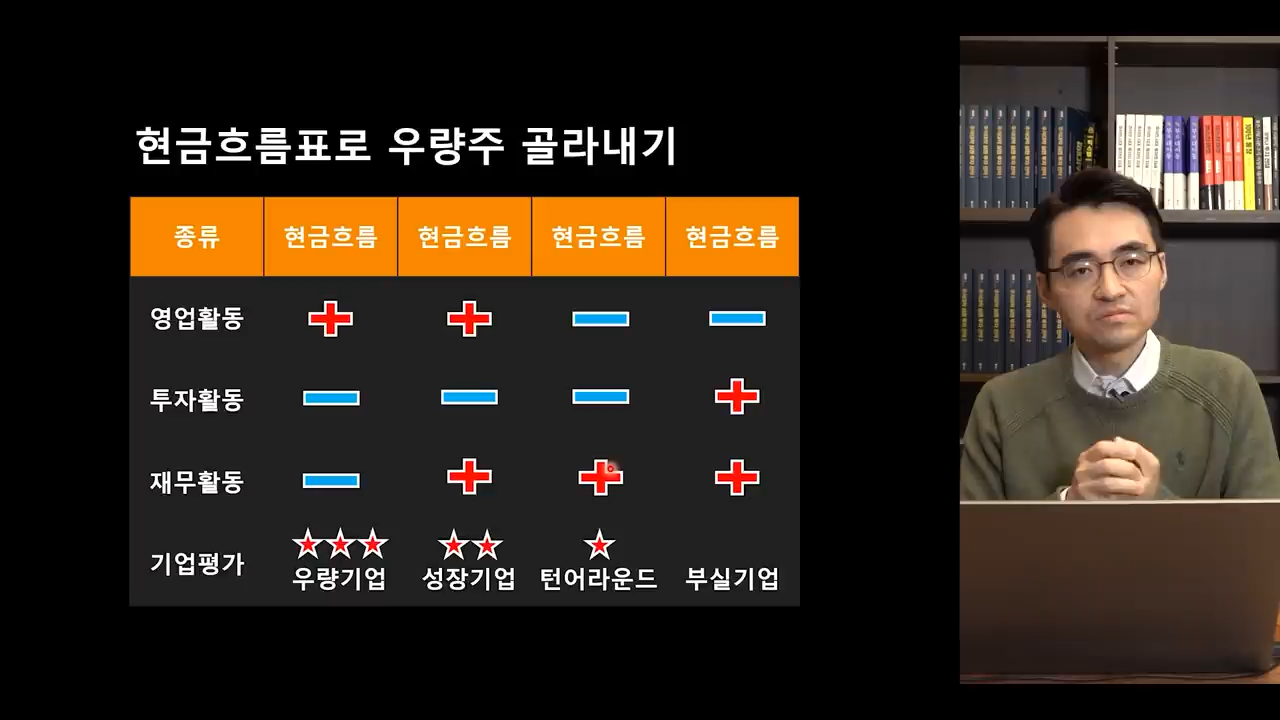 현금흐름표로 우량주 골라내기
종류 현금흐름 현금흐름 현금흐름 현금흐름
영업활동 + + - -
투자활동 - - - +
재무활동 - + + +
기업평가 우량기업 성장기업 턴어라운드 부실기업